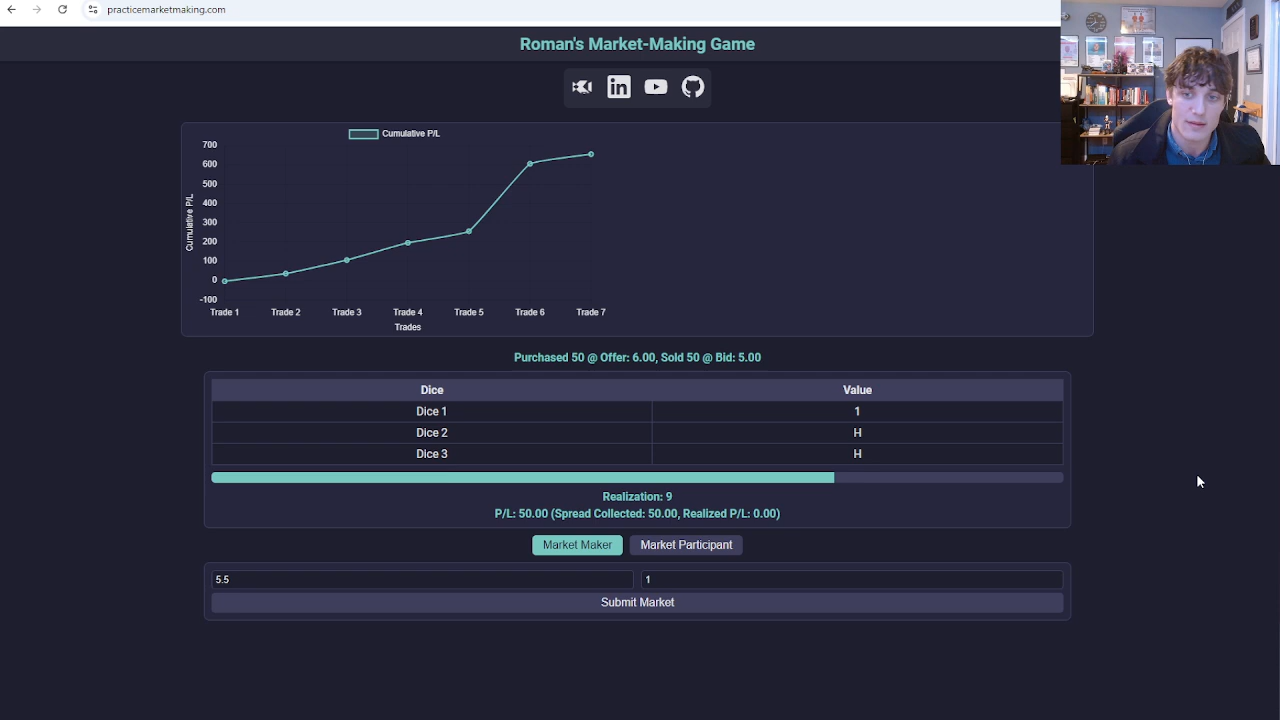 practicemarketmaking.com
Roman's Market-Making Game
in
Cumulative P/L
700
600
500
400
300
200
100
0
-100
Cumulative P/L
Trade 1 Trade 2 Trade 3 Trade 4 Trade 5 Trade 6 Trade 7
Trades
Purchased 50 @ Offer: 6.00, Sold 50 @ Bid: 5.00
Dice Value
Dice 1 1
Dice 2 H
Dice 3 H
Realization: 9
P/L: 50.00 (Spread Collected: 50.00, Realized P/L: 0.00)
Market Maker Market Participant
5.5 1
Submit Market